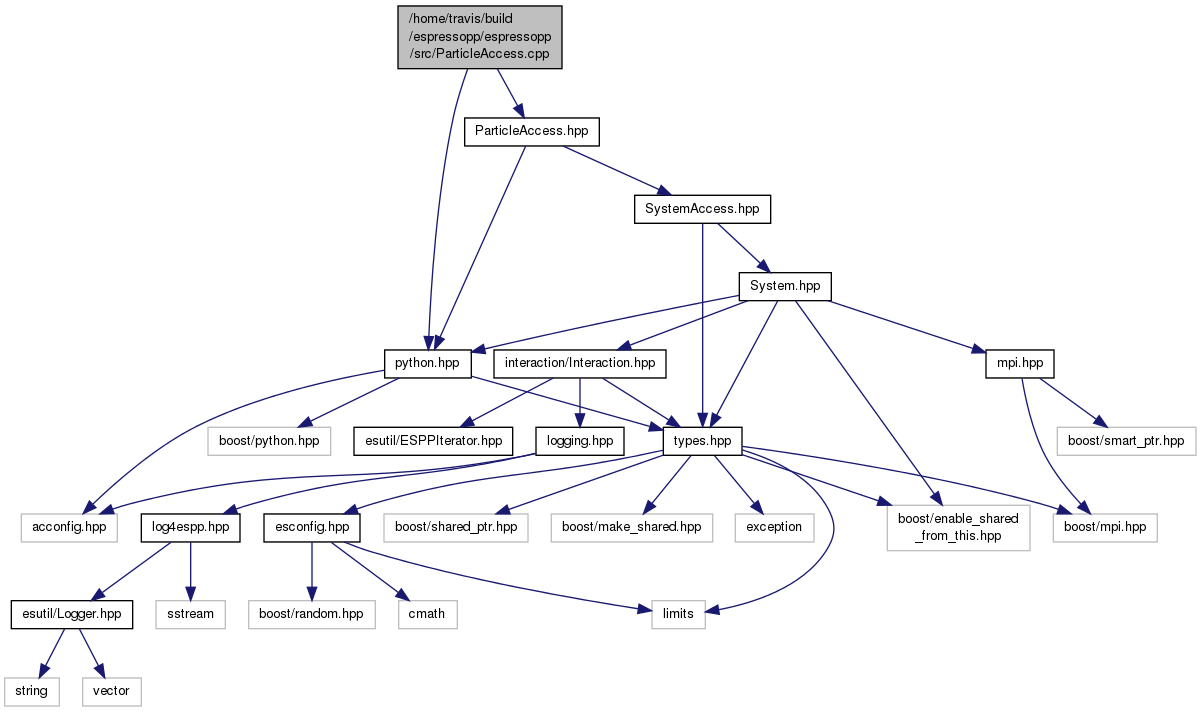 /home/travis/build
/espressopp/espressopp
/src/ParticleAccess.cpp
ParticleAccess.hpp
SystemAccess.hpp
System.hpp
python.hpp
interaction/Interaction.hpp
mpi.hpp
boost/python.hpp
esutil/ESPPIterator.hpp
logging.hpp
types.hpp
boost/smart_ptr.hpp
acconfig.hpp
log4espp.hpp
esconfig.hpp
boost/shared_ptr.hpp
boost/make_shared.hpp
exception
boost/enable_shared
_from_this.hpp
boost/mpi.hpp
esutil/Logger.hpp
sstream
boost/random.hpp
cmath
limits
string
vector